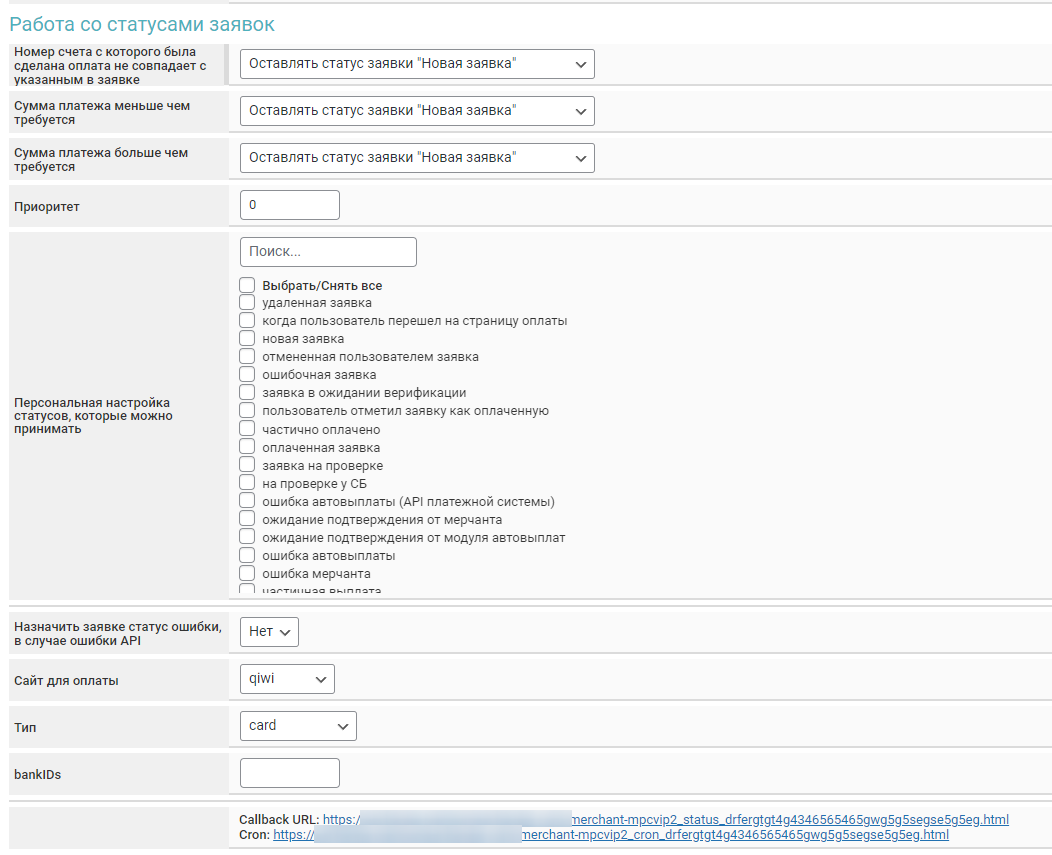 Работа со статусами заявок
Номер счета с которого была
сделана оплата не совпадает с
указанным в заявке
Оставлять статус заявки "Новая заявка"
Сумма платежа меньше чем
требуется
Оставлять статус заявки "Новая заявка"
Сумма платежа больше чем
требуется
Оставлять статус заявки "Новая заявка"
Приоритет
0
Персональная настройка
статусов, которые можно
принимать
Поиск...
Выбрать/Снять все
удаленная заявка
когда пользователь перешел на страницу оплаты
новая заявка
отмененная пользователем заявка
ошибочная заявка
заявка в ожидании верификации
пользователь отметил заявку как оплаченную
частично оплачено
оплаченная заявка
заявка на проверке
на проверке у СБ
ошибка автовыплаты (API платежной системы)
ожидание подтверждения от мерчанта
ожидание подтверждения от модуля автовыплат
ошибка автовыплаты
ошибка мерчанта
частичная выплата
Назначить заявке статус ошибки,
в случае ошибки API
Нет
Сайт для оплаты
qiwi
Тип
card
bankIDs
Callback URL: https:/ merchant-mpcvip2_status_drfergtgt4g4346565465gwg5g5segse5g5eg.html
Cron: https:// merchant-mpcvip2_cron_drfergtgt4g4346565465gwg5g5segse5g5eg.html